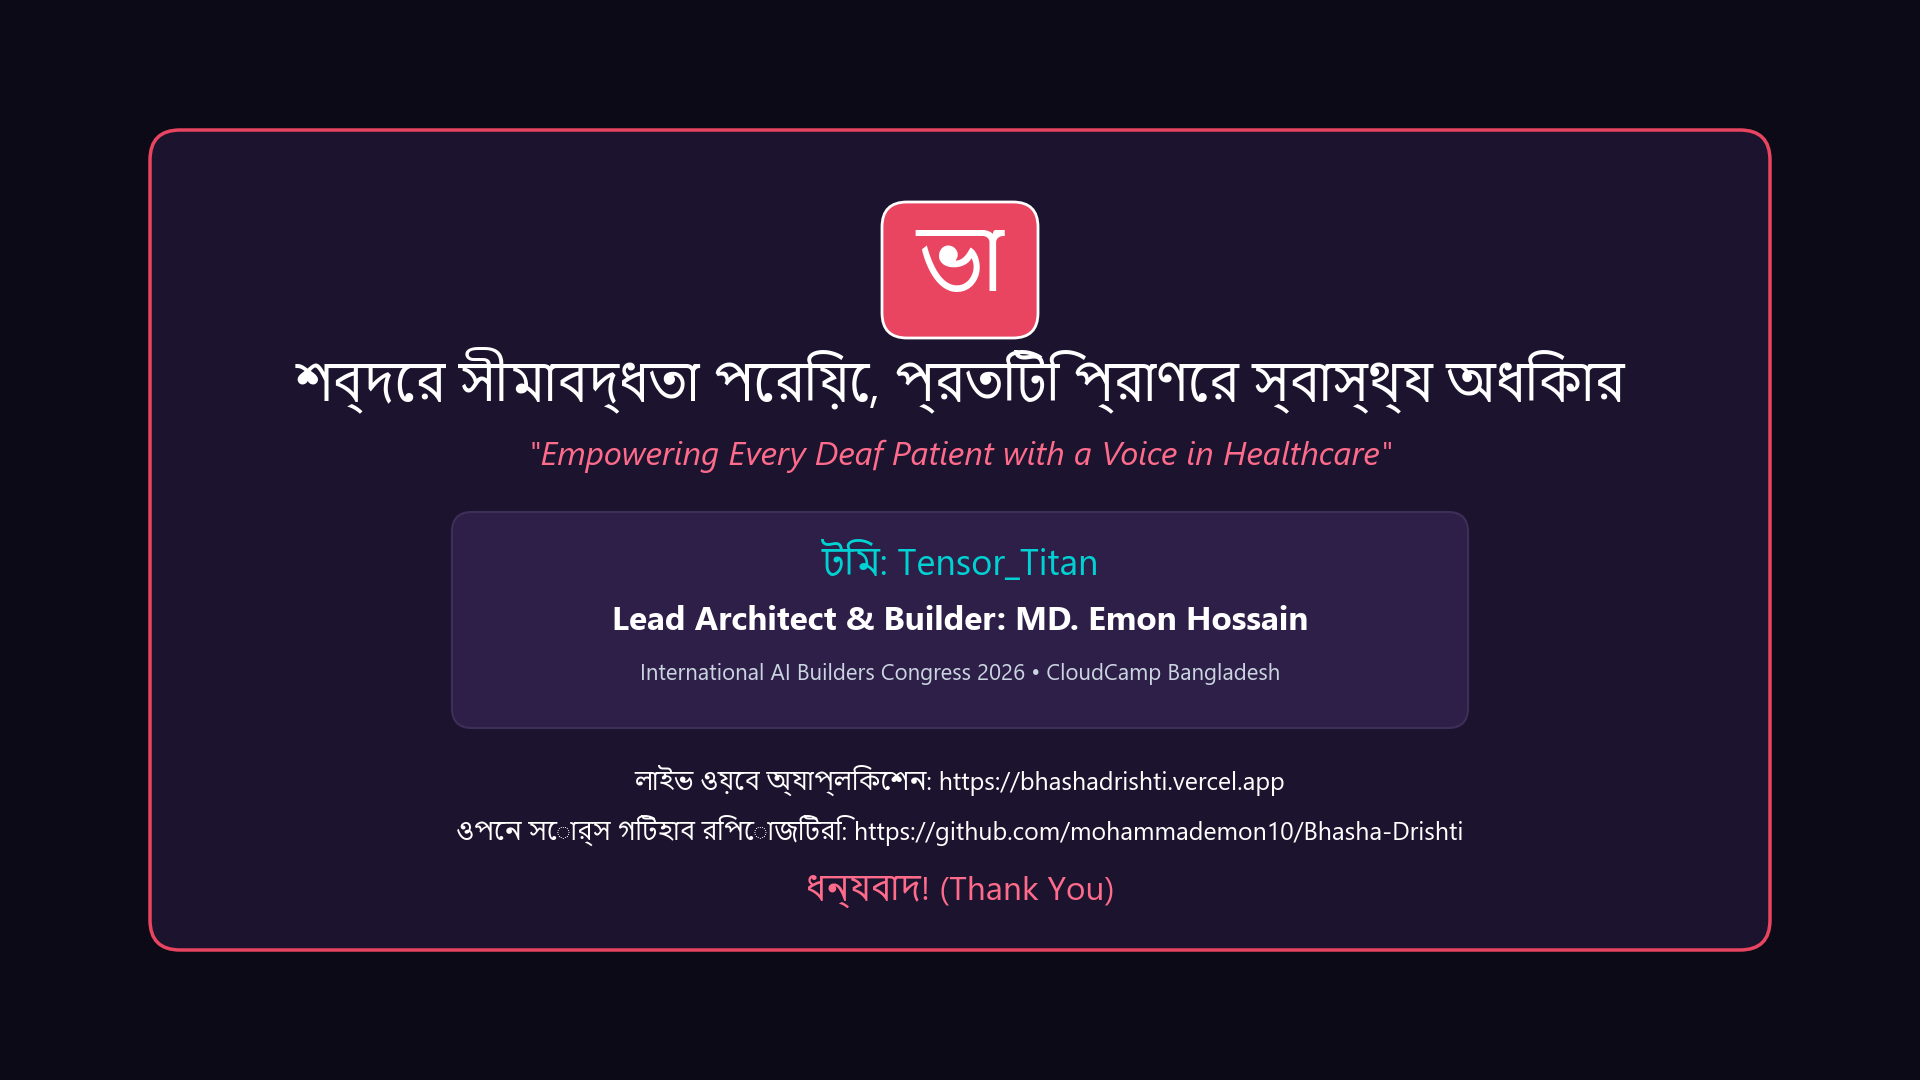 ভা
শব্দের সীমাবদ্ধতা পেরিয়ে, প্রতিটি প্রাণের স্বাস্থ্য অধিকার
"Empowering Every Deaf Patient with a Voice in Healthcare"
টিম: Tensor_Titan
Lead Architect & Builder: MD. Emon Hossain
International AI Builders Congress 2026 • CloudCamp Bangladesh
লাইভ ওয়েব অ্যাপ্লিকেশন: https://bhashadrishti.vercel.app
ওপেন সোর্স গিটহাব রিপোজিটরি: https://github.com/mohammademon10/Bhasha-Drishti
ধন্যবাদ! (Thank You)